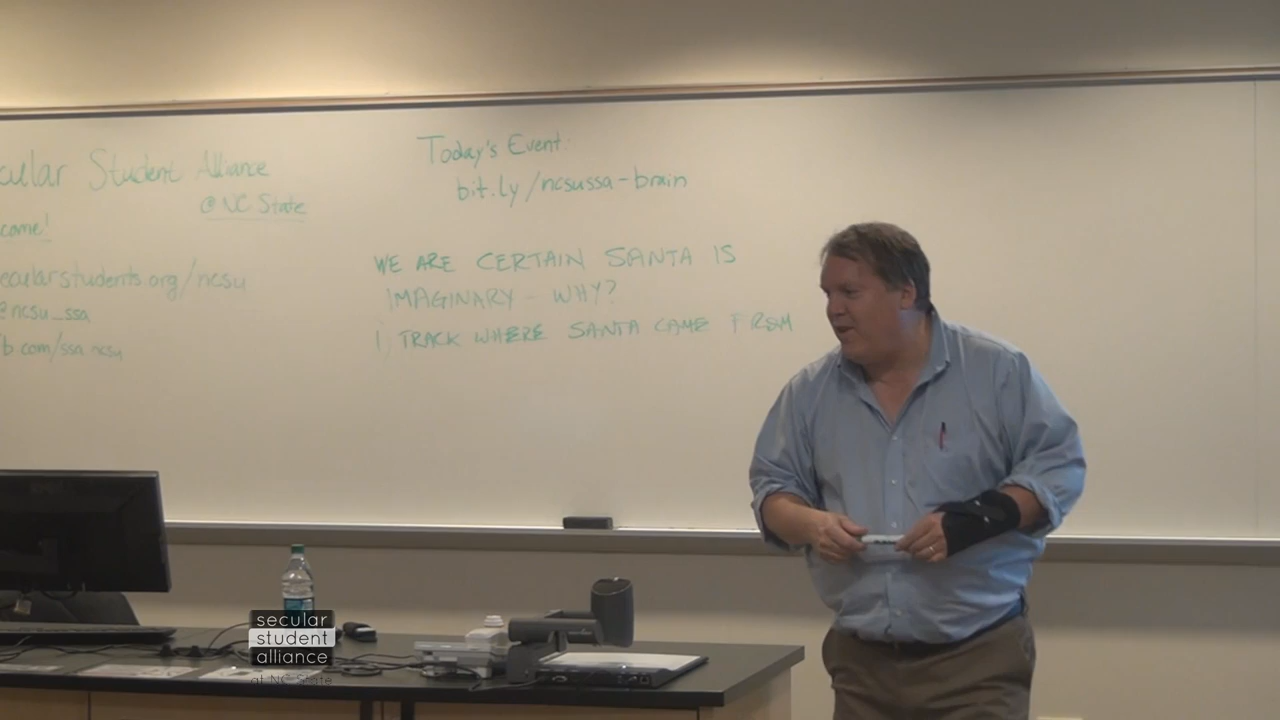 cular Student Alliance
@ NC State
come!
ecularstudents.org/ncsu
@ncsu_ssa
b.com/ssa.ncsu
Today's Event:
bit.ly/ncsussa-brain
WE ARE CERTAIN SANTA IS
IMAGINARY - WHY?
1) TRACK WHERE SANTA CAME FROM
secular
student
alliance
at NC State